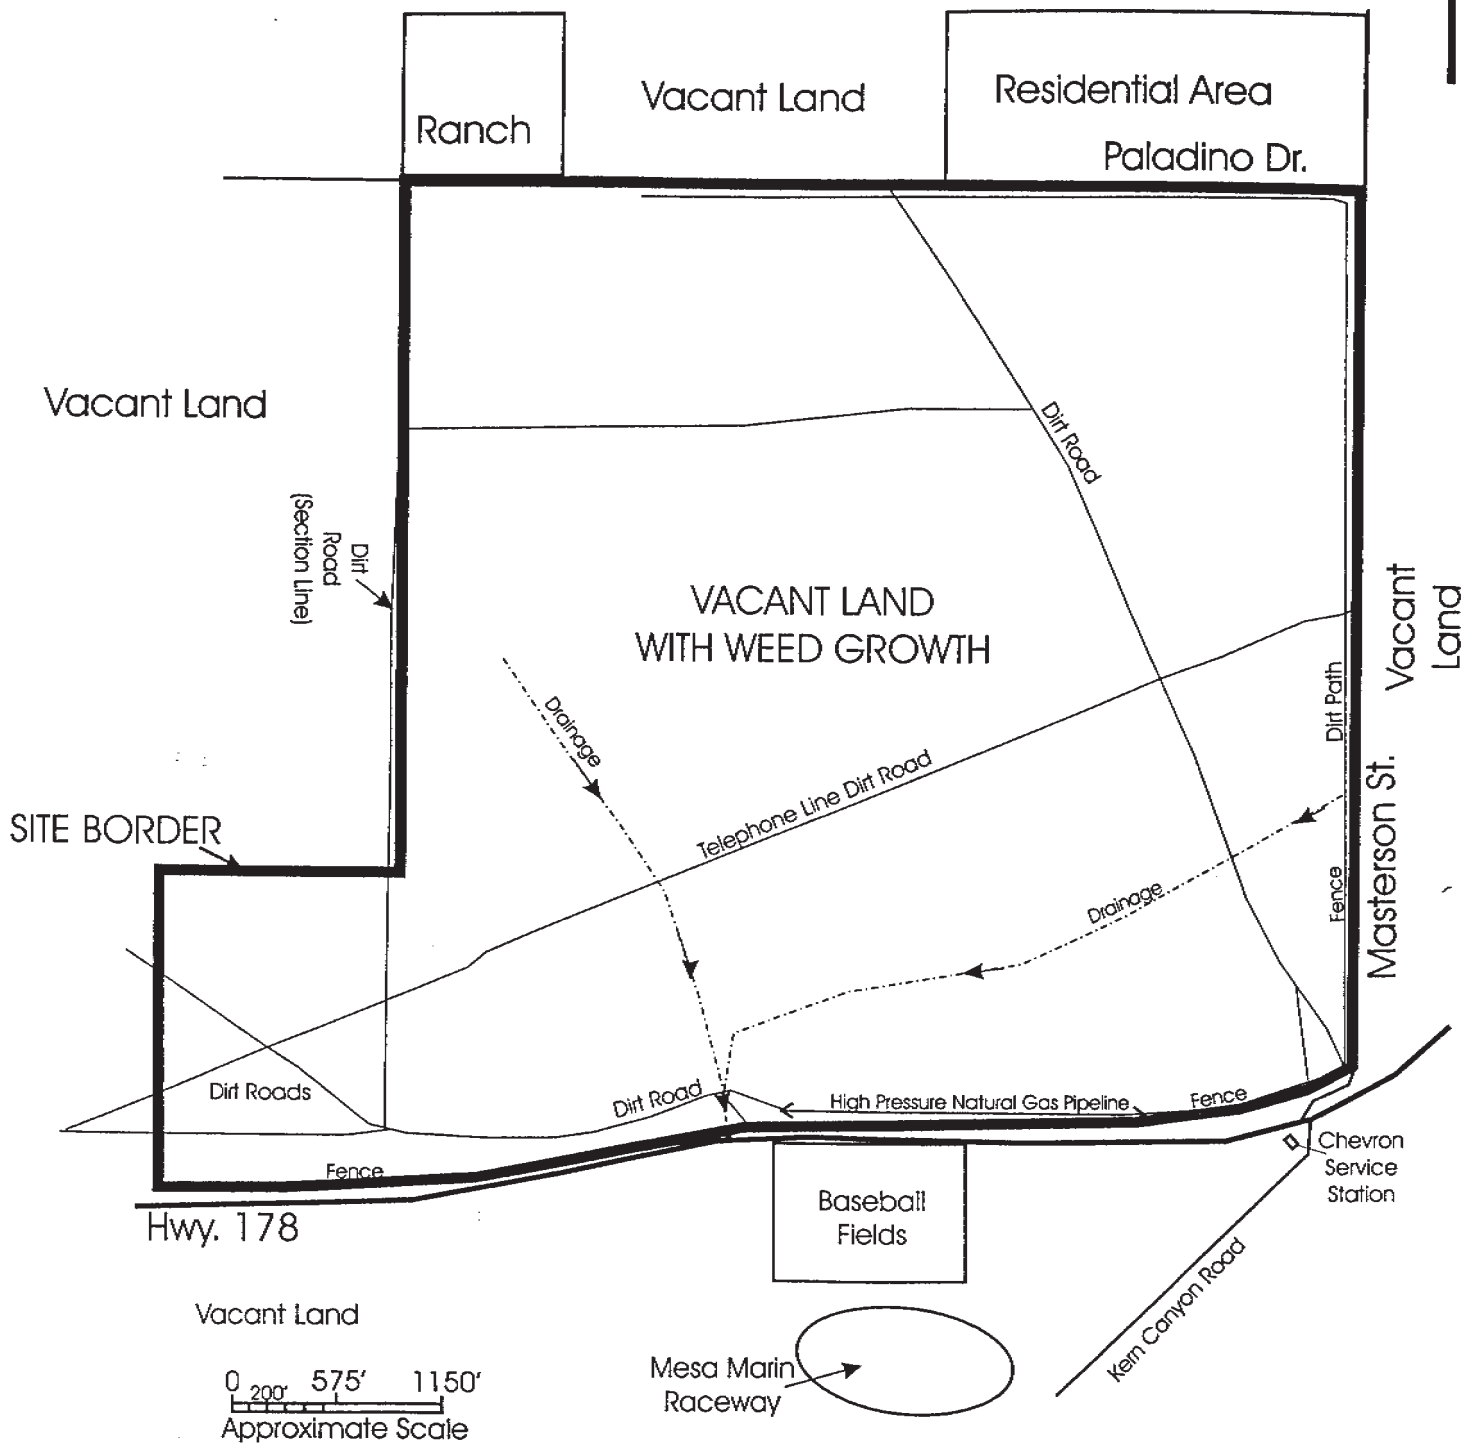 Vacant Land
Residential Area
Ranch
Paladino Dr.
Vacant Land
Dirt Road
Dirt
Road
(Section Line)
VACANT LAND
WITH WEED GROWTH
Vacant
Land
Dirt Path
Drainage
Telephone Line Dirt Road
Masterson St.
SITE BORDER
Fence
Drainage
Dirt Roads
Dirt Road
High Pressure Natural Gas Pipeline
Fence
Fence
Chevron
Service
Station
Hwy. 178
Baseball
Fields
Kern Canyon Road
Vacant Land
Mesa Marin
Raceway
0 200' 575' 1150'
Approximate Scale